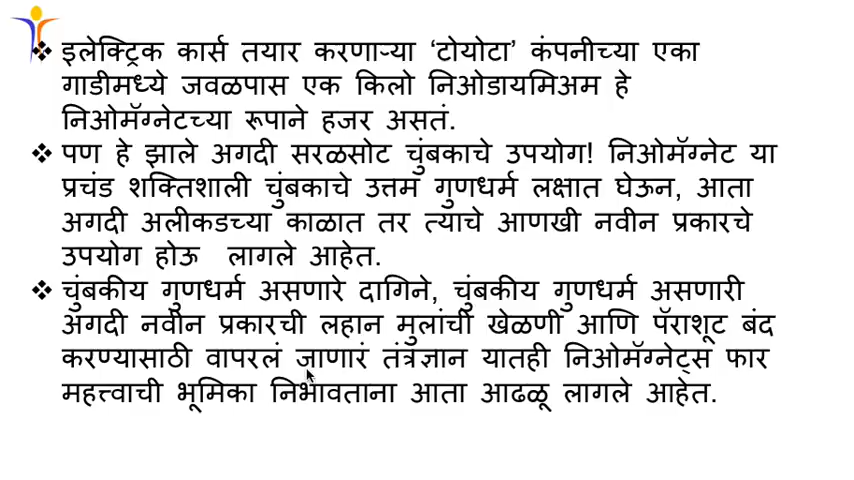 ❖ इलेक्ट्रिक कार्स तयार करणाऱ्या ‘टोयोटा’ कंपनीच्या एका
गाडीमध्ये जवळपास एक किलो निओडायमिअम हे
निओमॅग्नेटच्या रूपाने हजर असतं.
❖ पण हे झाले अगदी सरळसोट चुंबकाचे उपयोग! निओमॅग्नेट या
प्रचंड शक्तिशाली चुंबकाचे उत्तम गुणधर्म लक्षात घेऊन, आता
अगदी अलीकडच्या काळात तर त्याचे आणखी नवीन प्रकारचे
उपयोग होऊ लागले आहेत.
❖ चुंबकीय गुणधर्म असणारे दागिने, चुंबकीय गुणधर्म असणारी
अगदी नवीन प्रकारची लहान मुलांची खेळणी आणि पॅराशूट बंद
करण्यासाठी वापरलं जाणारं तंत्रज्ञान यातही निओमॅग्नेट्स फार
महत्त्वाची भूमिका निभावताना आता आढळू लागले आहेत.